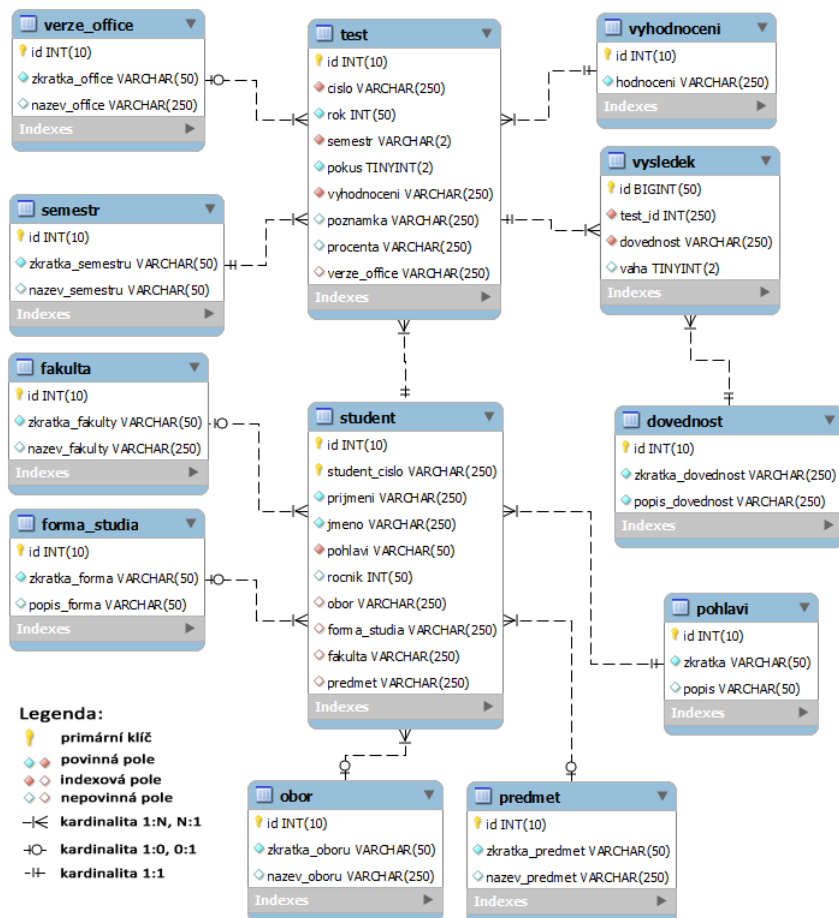 verze_office
id INT(10)
zkratka_office VARCHAR(50)
nazev_office VARCHAR(250)
Indexes
test
id INT(10)
cislo VARCHAR(250)
rok INT(50)
semestr VARCHAR(2)
pokus TINYINT(2)
vyhodnoceni VARCHAR(250)
poznamka VARCHAR(250)
procenta VARCHAR(250)
verze_office VARCHAR(250)
Indexes
vyhodnoceni
id INT(10)
hodnoceni VARCHAR(250)
Indexes
vysledek
id BIGINT(50)
test_id INT(250)
dovednost VARCHAR(250)
vaha TINYINT(2)
Indexes
semestr
id INT(10)
zkratka_semestru VARCHAR(50)
nazev_semestru VARCHAR(50)
Indexes
fakulta
id INT(10)
zkratka_fakulty VARCHAR(50)
nazev_fakulty VARCHAR(250)
Indexes
student
id INT(10)
student_cislo VARCHAR(250)
prijmeni VARCHAR(250)
jmeno VARCHAR(250)
pohlavi VARCHAR(50)
rocnik INT(50)
obor VARCHAR(250)
forma_studia VARCHAR(250)
fakulta VARCHAR(250)
predmet VARCHAR(250)
Indexes
dovednost
id INT(10)
zkratka_dovednost VARCHAR(250)
popis_dovednost VARCHAR(250)
Indexes
forma_studia
id INT(10)
zkratka_forma VARCHAR(50)
popis_forma VARCHAR(50)
Indexes
pohlavi
id INT(10)
zkratka VARCHAR(50)
popis VARCHAR(50)
Indexes
Legenda:
primární klíč
povinná pole
indexová pole
nepovinná pole
kardinalita 1:N, N:1
kardinalita 1:0, 0:1
kardinalita 1:1
obor
id INT(10)
zkratka_oboru VARCHAR(50)
nazev_oboru VARCHAR(250)
Indexes
predmet
id INT(10)
zkratka_predmet VARCHAR(50)
nazev_predmet VARCHAR(250)
Indexes